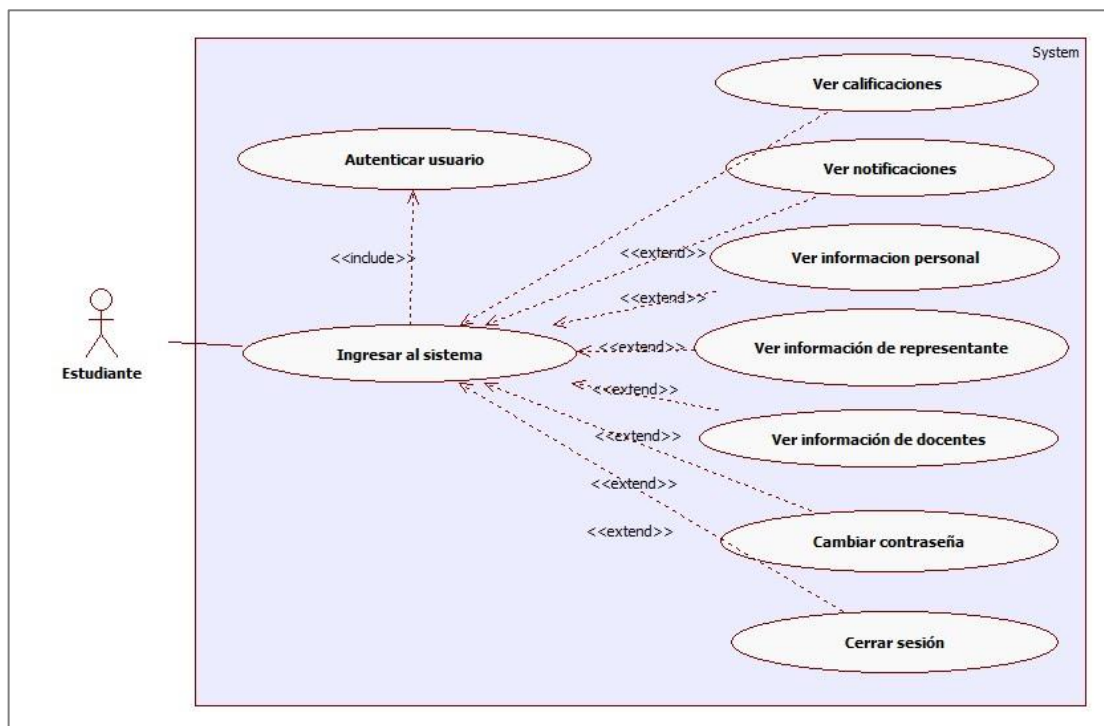 System
Ver calificaciones
Autenticar usuario
Ver notificaciones
<<include>>
<<extend>>
Ver informacion personal
<<extend>>
Estudiante
Ingresar al sistema
<<extend>>
Ver información de representante
<<extend>>
<<extend>>
Ver información de docentes
<<extend>>
<<extend>>
Cambiar contraseña
Cerrar sesión